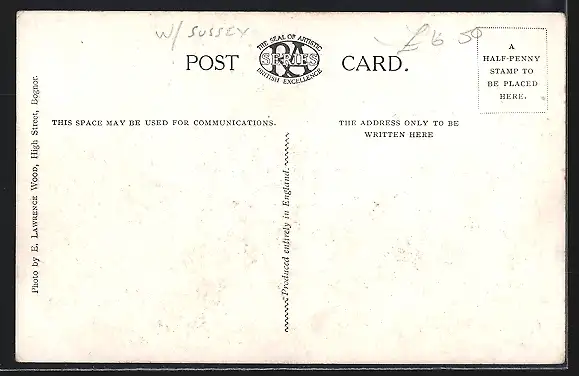 W/ SUSSEX
£6 50
POST CARD.
THE SEAL OF ARTISTIC
RA
SERIES
BRITISH EXCELLENCE
A
HALF-PENNY
STAMP TO
BE PLACED
HERE.
THIS SPACE MAY BE USED FOR COMMUNICATIONS.
THE ADDRESS ONLY TO BE
WRITTEN HERE
Photo by E. LAWRENCE WOOD, High Street, Bognor.
Produced entirely in England.